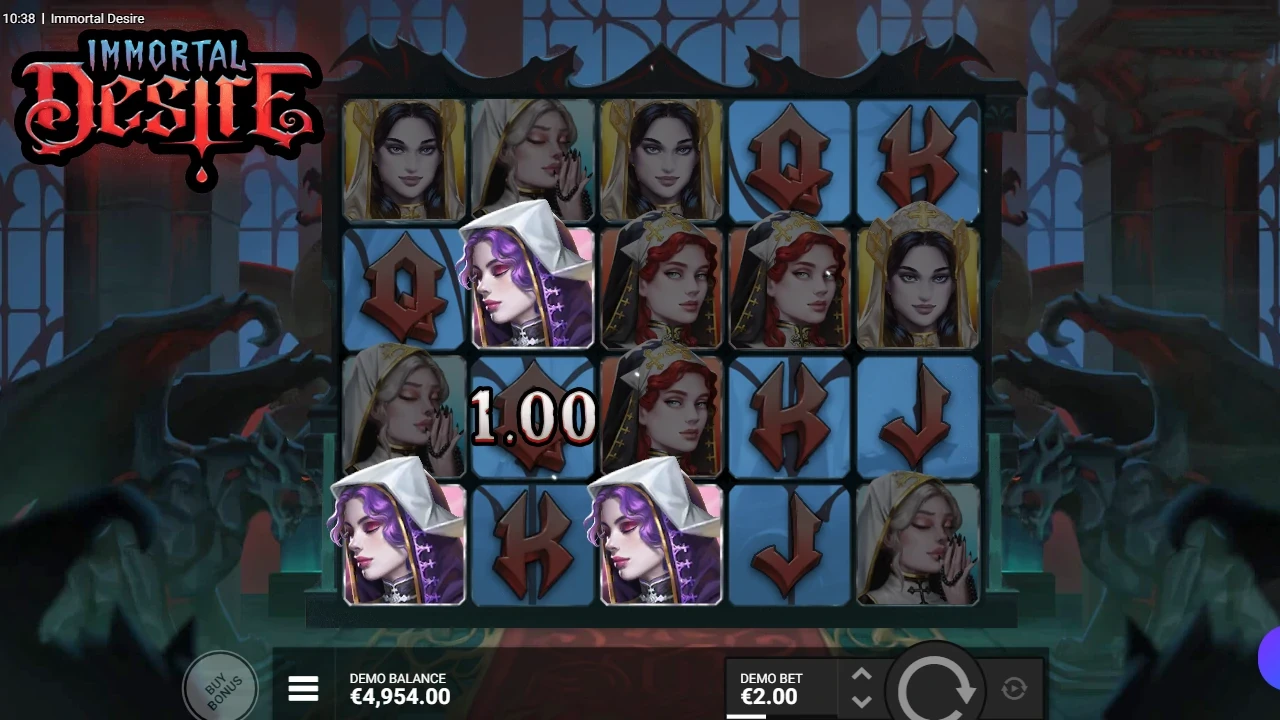 10:38 | Immortal Desire
IMMORTAL
DESIRE
Q K
Q
1.00 Q K J
K J
BUY
BONUS
DEMO BALANCE
€4,954.00
DEMO BET
€2.00